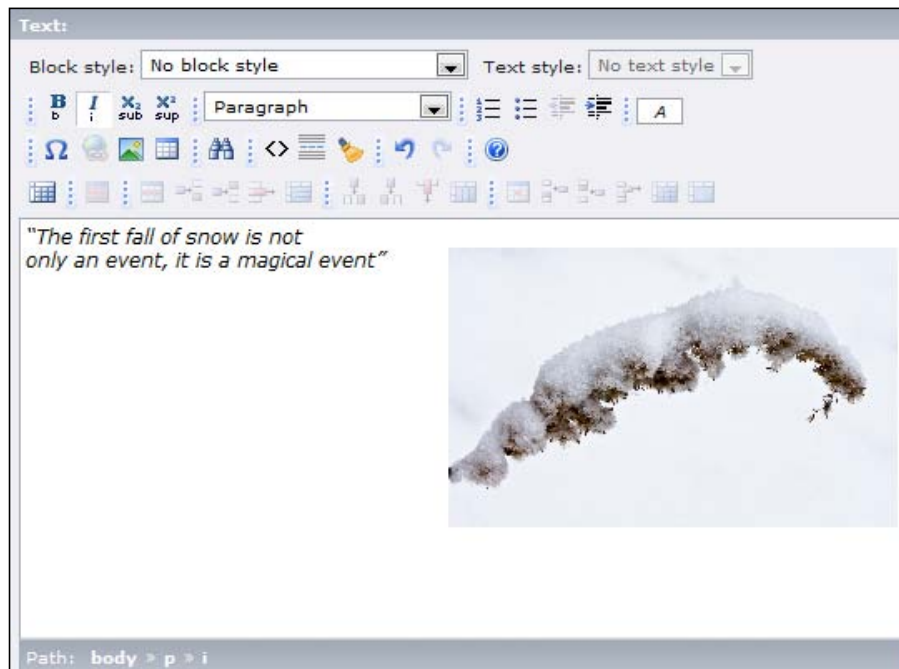 Text:
Block style: No block style Text style: No text style
B I X₂ X² Paragraph A
b i sub sup
“The first fall of snow is not
only an event, it is a magical event”
Path: body » p » i